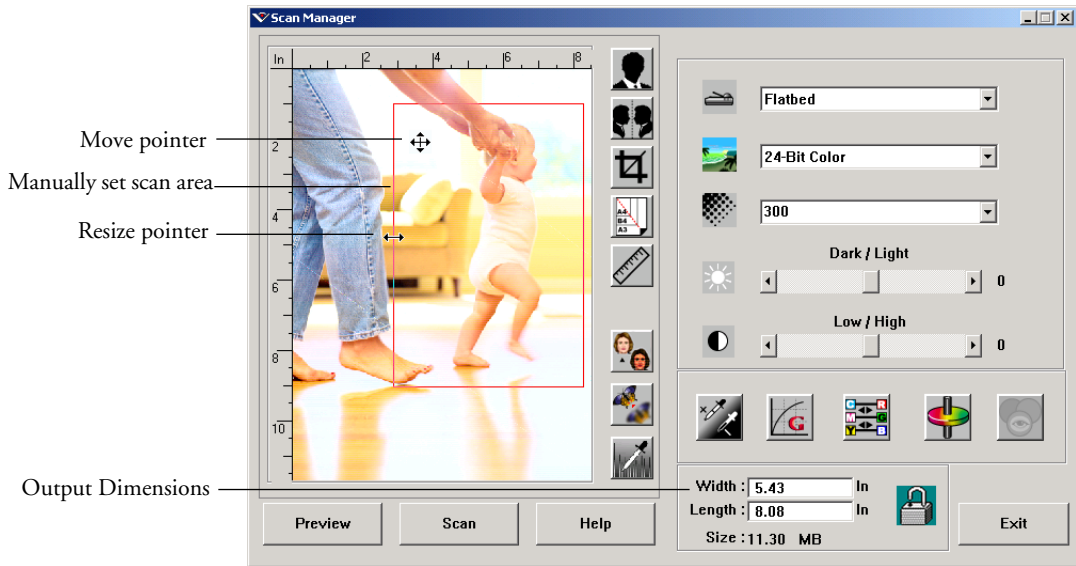 Scan Manager
In
2
4
6
8
2
4
6
8
10
Move pointer
Manually set scan area
Resize pointer
Output Dimensions
A4
B4
A3
Flatbed
24-Bit Color
300
Dark / Light
0
Low / High
0
G
C R
M G
Y B
Width : 5.43 In
Length : 8.08 In
Size : 11.30 MB
Preview
Scan
Help
Exit